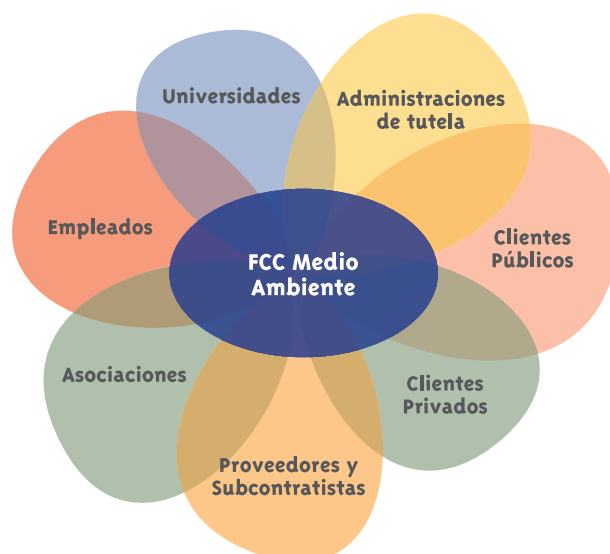 Universidades
Administraciones
de tutela
Empleados
FCC Medio
Ambiente
Clientes
Públicos
Asociaciones
Clientes
Privados
Proveedores y
Subcontratistas